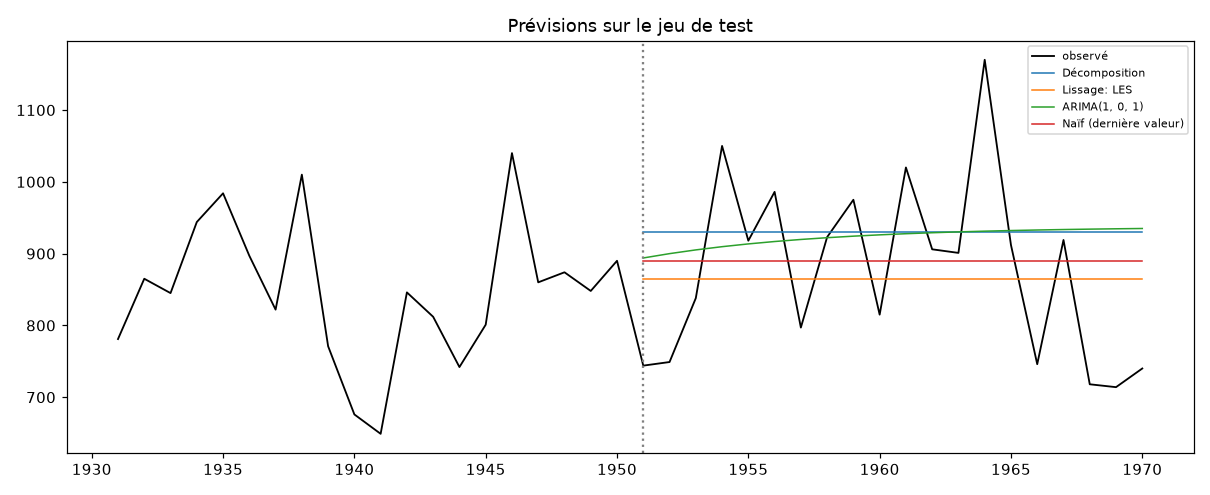 Prévisions sur le jeu de test
observé
Décomposition
Lissage: LES
ARIMA(1, 0, 1)
Naïf (dernière valeur)
1100
1000
900
800
700
1930
1935
1940
1945
1950
1955
1960
1965
1970